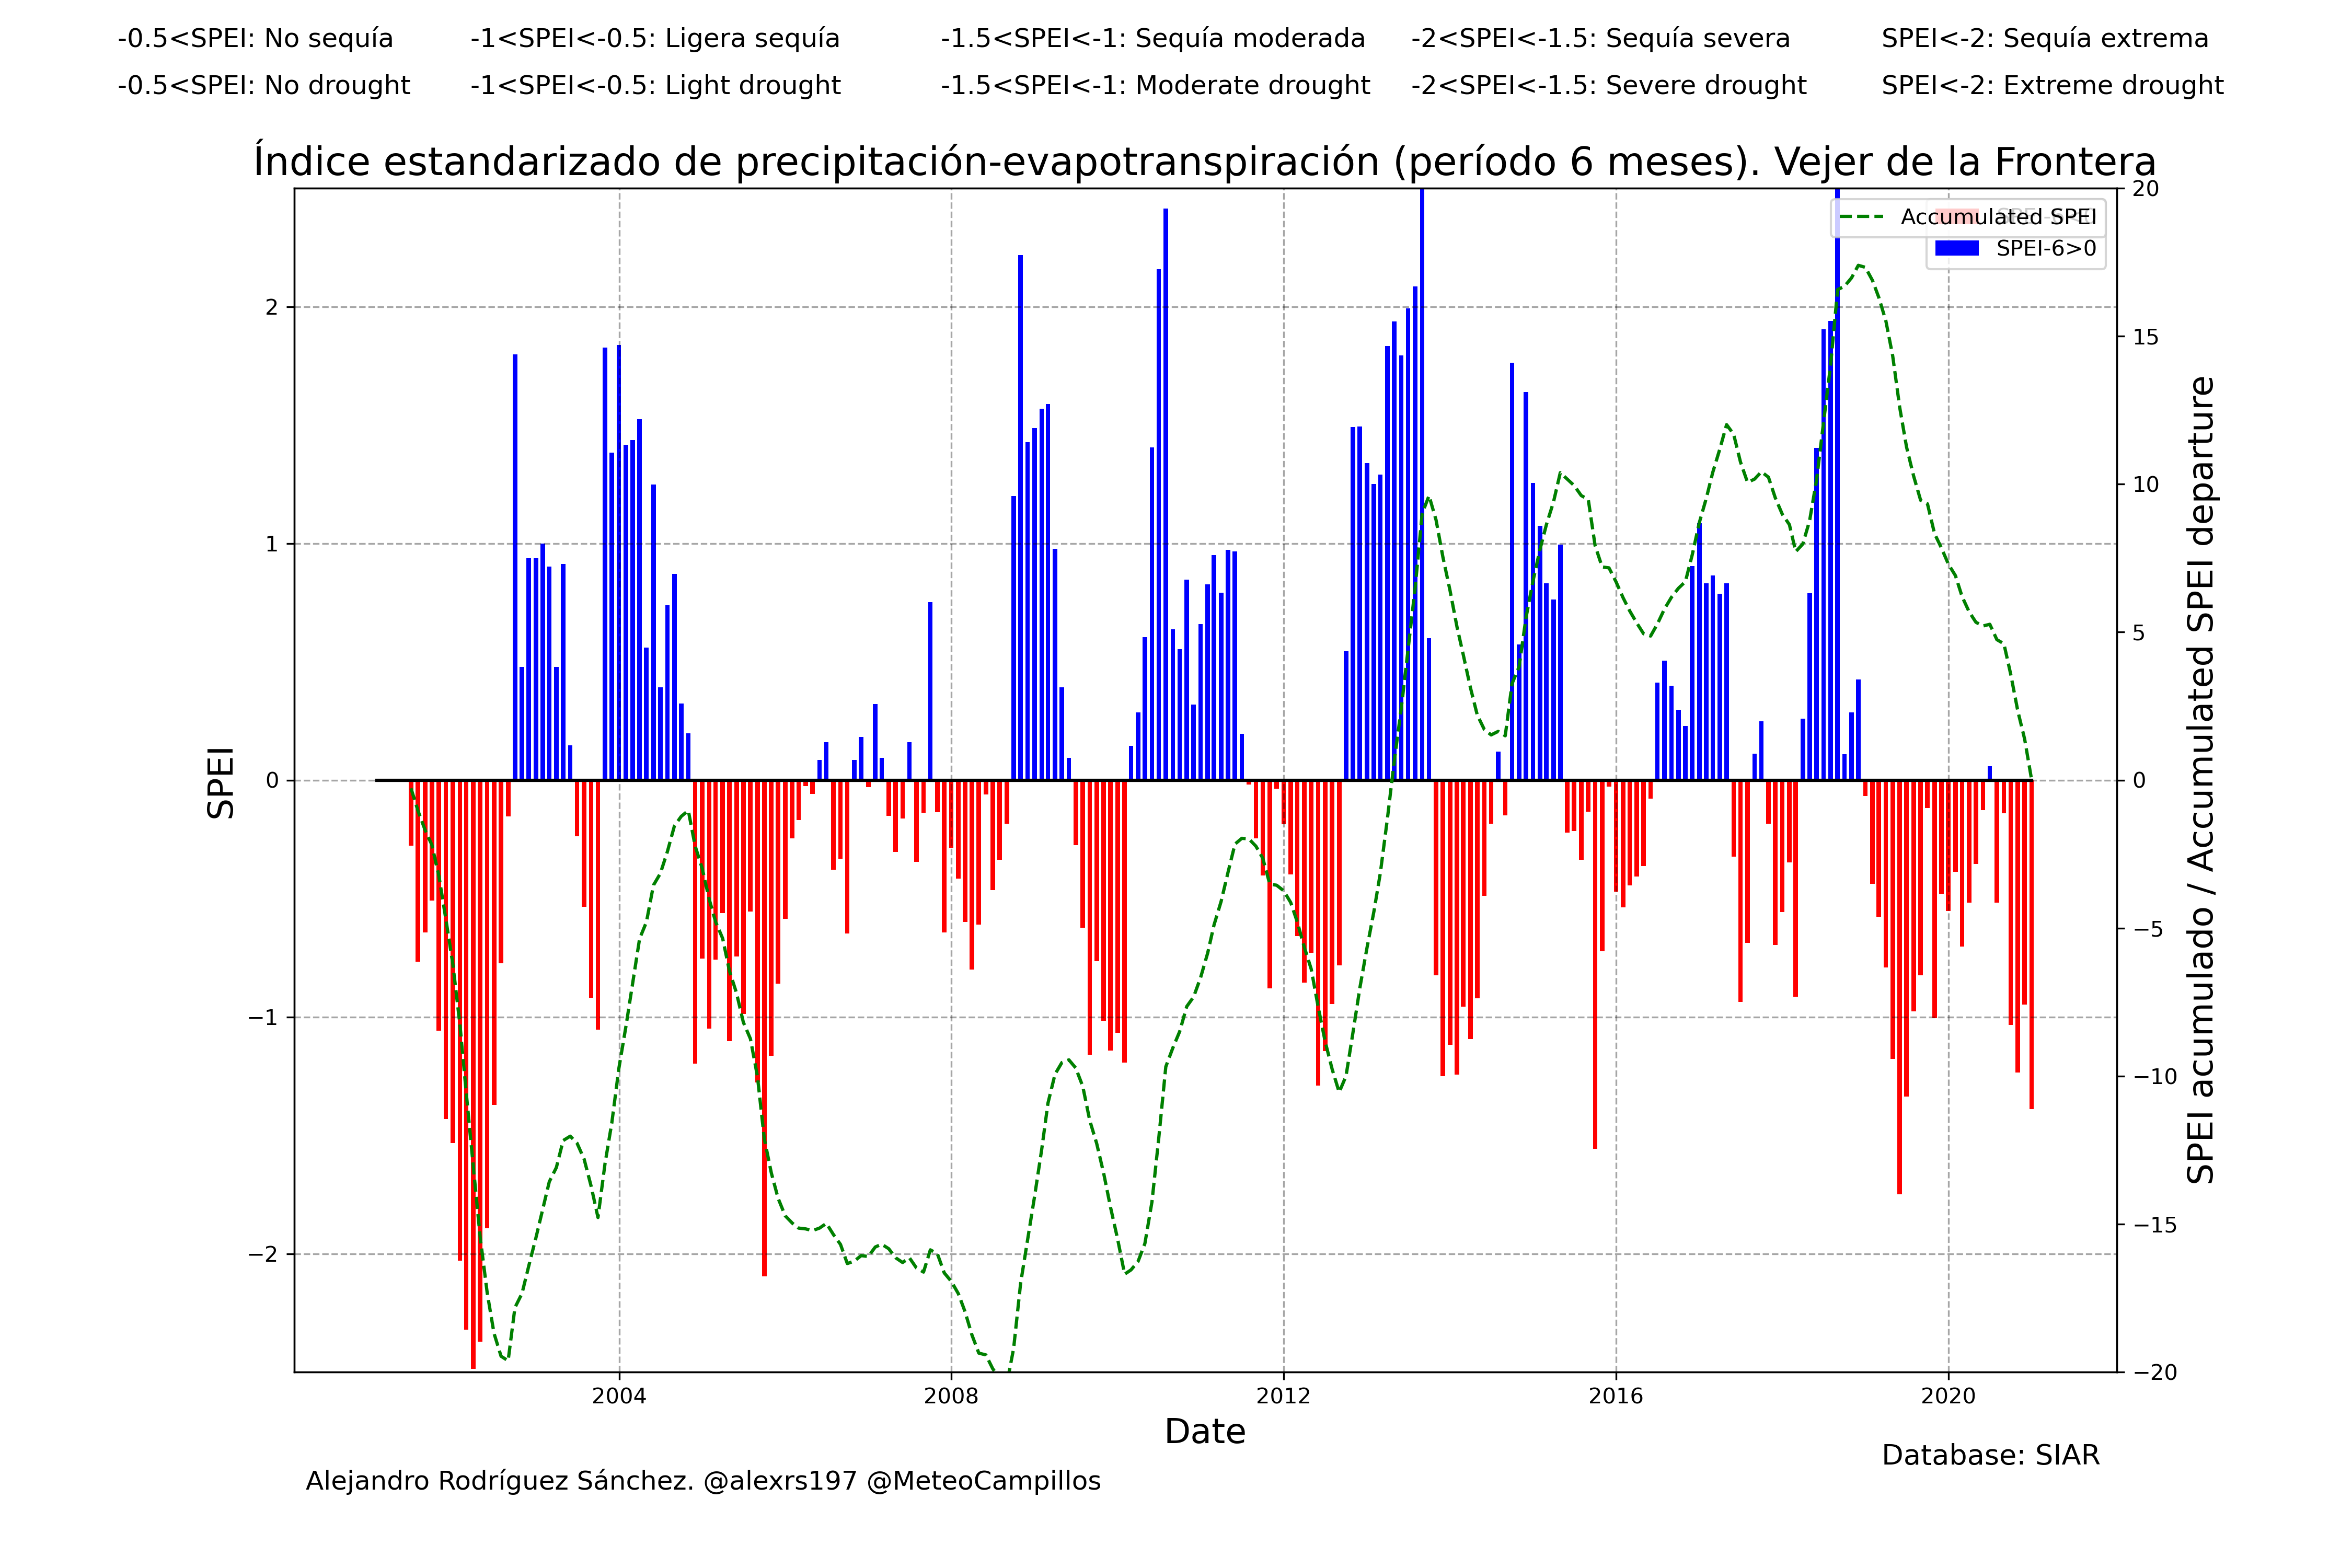 -0.5<SPEI: No sequía -1<SPEI<-0.5: Ligera sequía -1.5<SPEI<-1: Sequía moderada -2<SPEI<-1.5: Sequía severa SPEI<-2: Sequía extrema
-0.5<SPEI: No drought -1<SPEI<-0.5: Light drought -1.5<SPEI<-1: Moderate drought -2<SPEI<-1.5: Severe drought SPEI<-2: Extreme drought
Índice estandarizado de precipitación-evapotranspiración (período 6 meses). Vejer de la Frontera
Accumulated SPEI
SPEI-6>0
SPEI
2
1
0
−1
−2
20
15
10
5
0
−5
−10
−15
−20
SPEI acumulado / Accumulated SPEI departure
2004 2008 2012 2016 2020
Date
Database: SIAR
Alejandro Rodríguez Sánchez. @alexrs197 @MeteoCampillos